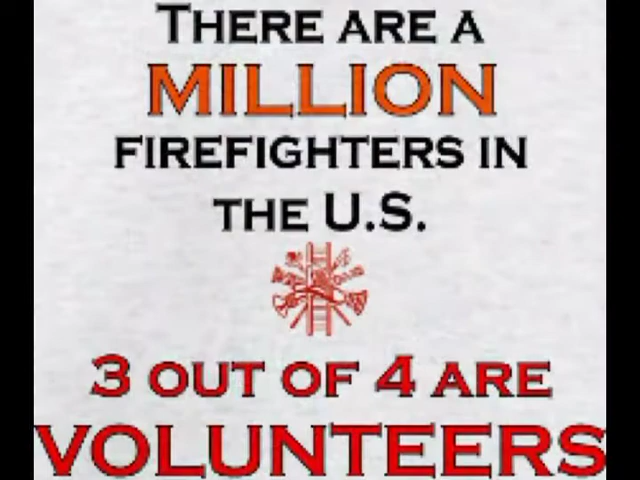 THERE ARE A
MILLION
FIREFIGHTERS IN
THE U.S.
3 OUT OF 4 ARE
VOLUNTEERS